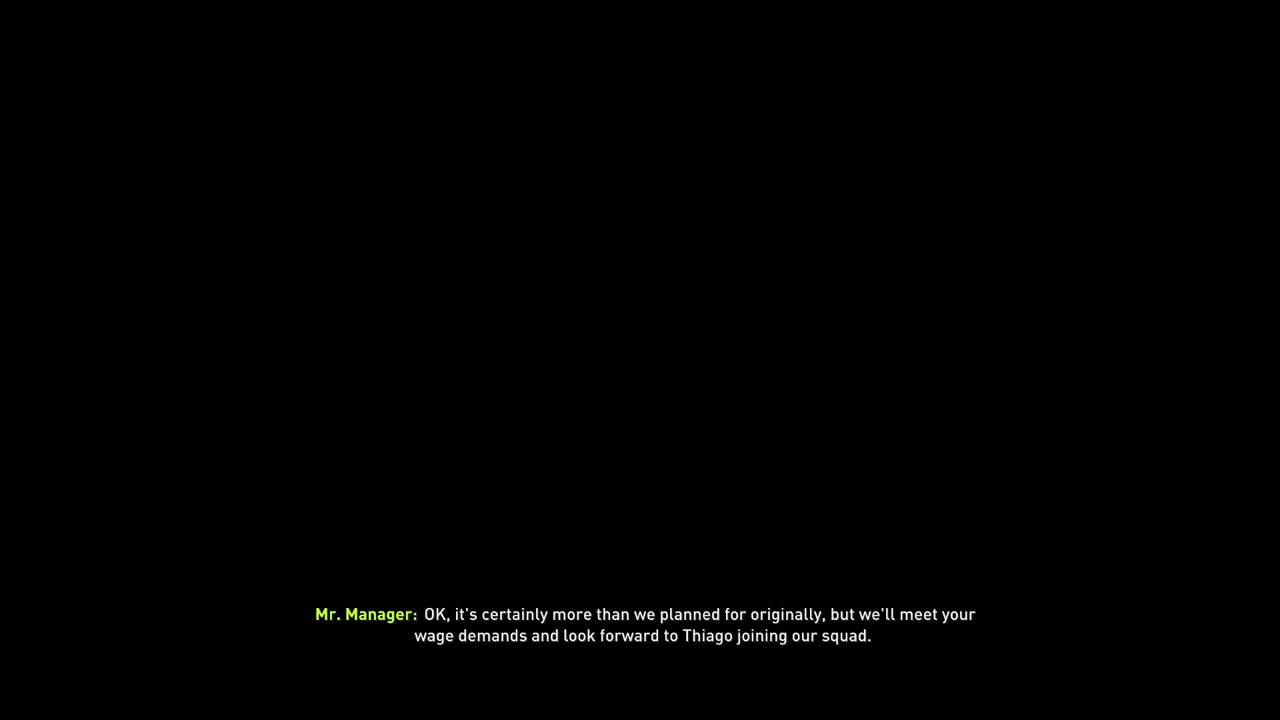 Mr. Manager: OK, it's certainly more than we planned for originally, but we'll meet your
wage demands and look forward to Thiago joining our squad.